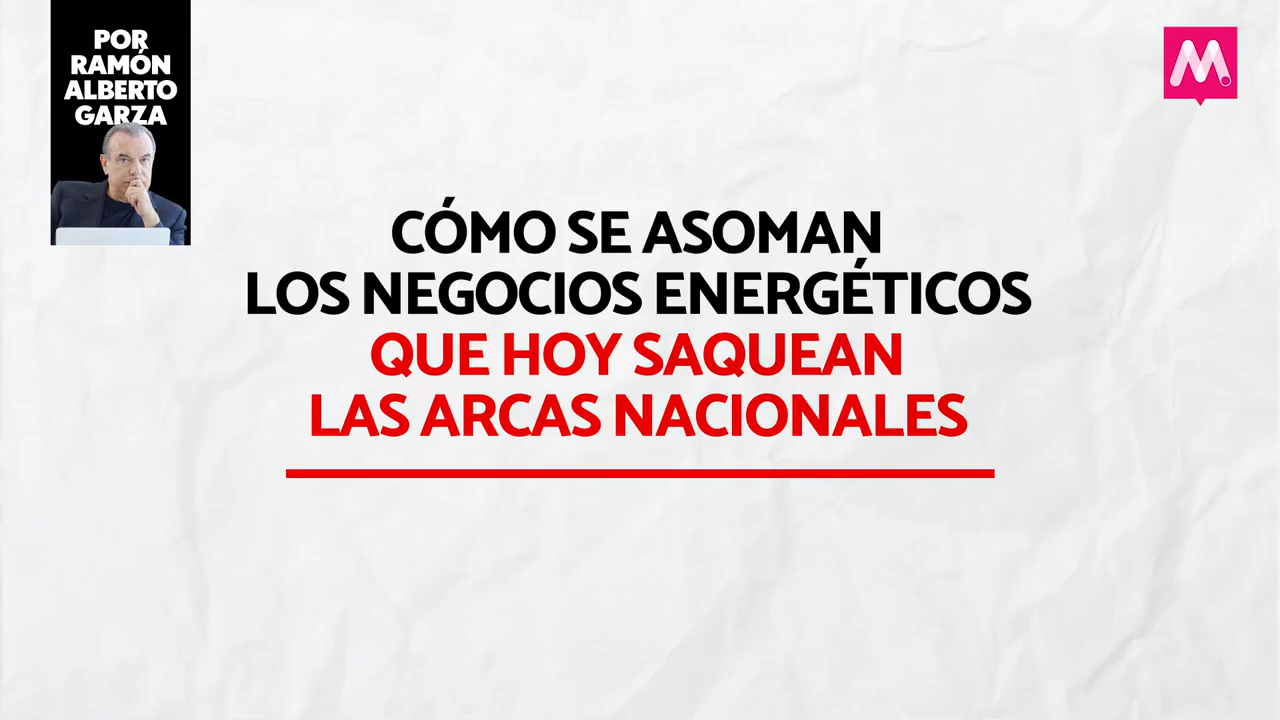 POR
RAMÓN
ALBERTO
GARZA
M.
CÓMO SE ASOMAN
LOS NEGOCIOS ENERGÉTICOS
QUE HOY SAQUEAN
LAS ARCAS NACIONALES